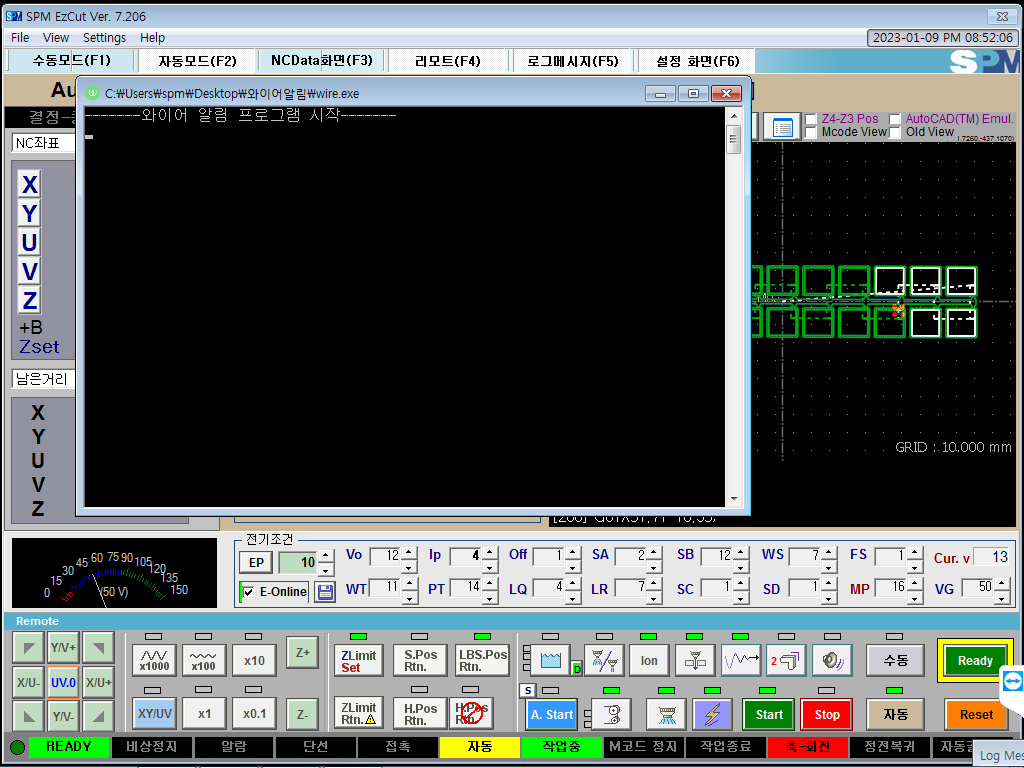 SPM EzCut Ver. 7.206
File View Settings Help
2023-01-09 PM 08:52:06
수동모드(F1) 자동모드(F2) NCData화면(F3) 리모트(F4) 로그메시지(F5) 설정 화면(F6)
SPM
C:₩Users₩spm₩Desktop₩와이어알림₩wire.exe
-------와이어 알림 프로그램 시작-------
NC좌표
X
Y
U
V
Z
+B
Zset
남은거리
X
Y
U
V
Z
Z4-Z3 Pos AutoCAD(TM) Emul.
Mcode View Old View
GRID : 10.000 mm
전기조건
EP 10 Vo 12 Ip 4 Off 1 SA 2 SB 12 WS 7 FS 1 Cur. v 13
E-Online WT 11 PT 14 LQ 4 LR 7 SC 1 SD 1 MP 16 VG 50
0 15 30 45 60 75 90 105 120 135 150
(50 V)
Remote
Y/V+ x1000 x100 x10 Z+ ZLimit Set S.Pos Rtn. LBS.Pos Rtn. D Ion 2 수동 Ready
X/U- UV.0 X/U+
Y/V- XY/UV x1 x0.1 Z- ZLimit Rtn. H.Pos Rtn. H.Pos Rtn. S A. Start Start Stop 자동 Reset
READY 비상정지 알람 단선 접촉 자동 작업중 M코드 정지 작업종료 축-회전 정전복귀
Log Mes